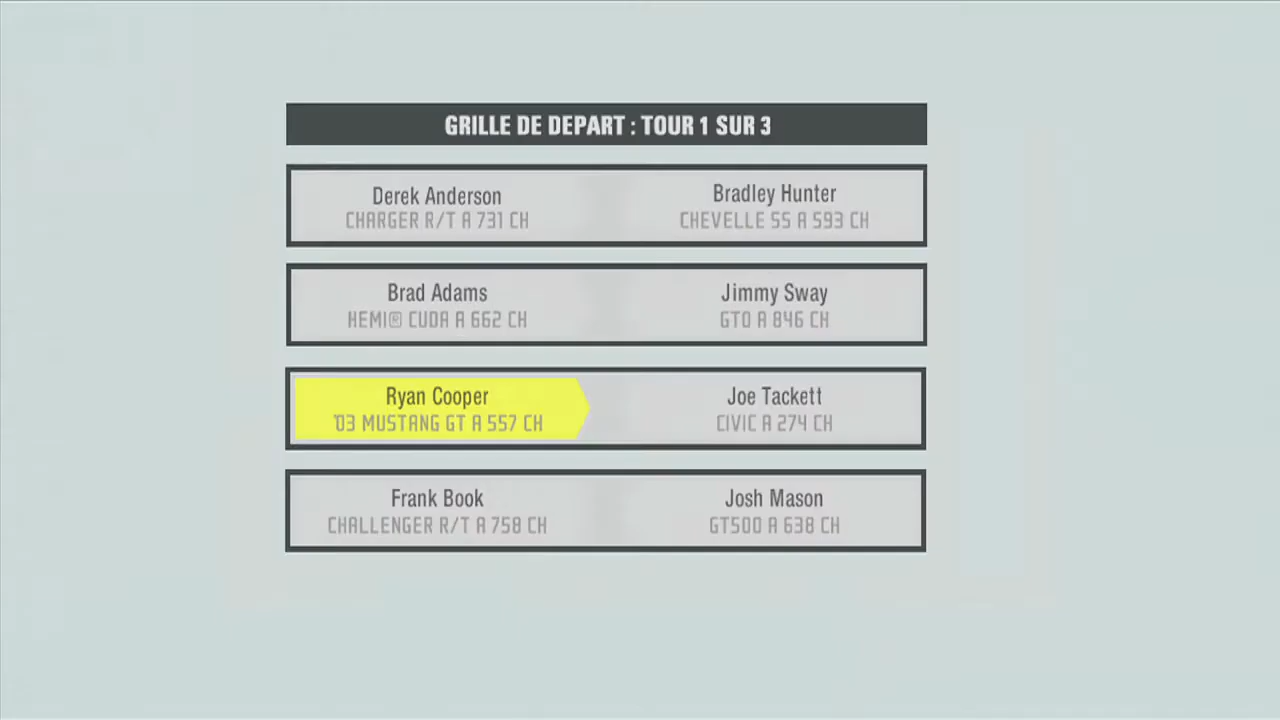 GRILLE DE DEPART : TOUR 1 SUR 3
Derek Anderson
CHARGER R/T A 731 CH
Bradley Hunter
CHEVELLE SS A 593 CH
Brad Adams
HEMI® CUDA A 662 CH
Jimmy Sway
GTO A 846 CH
Ryan Cooper
'03 MUSTANG GT A 557 CH
Joe Tackett
CIVIC A 274 CH
Frank Book
CHALLENGER R/T A 758 CH
Josh Mason
GT500 A 638 CH